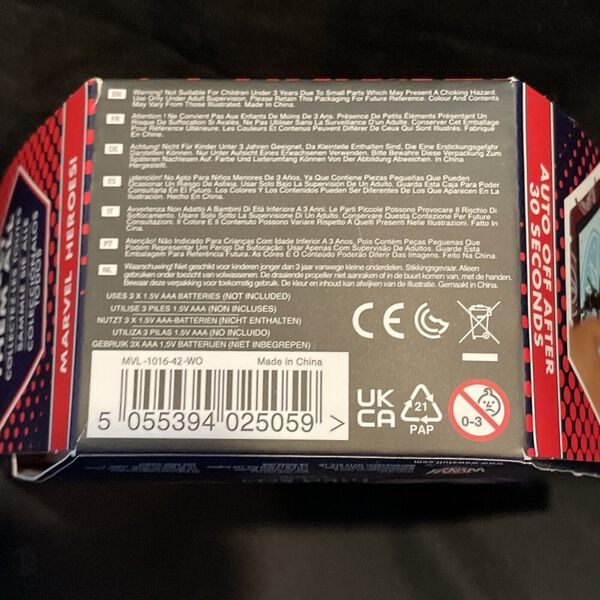 EN Warning! Not Suitable For Children Under 3 Years Due To Small Parts Which May Present A Choking Hazard.
Use Only Under Adult Supervision. Please Retain This Packaging For Future Reference. Colour And Contents
May Vary From Those Illustrated. Made In China.
FR Attention ! Ne Convient Pas Aux Enfants De Moins De 3 Ans. Présence De Petits Éléments Présentant Un
Risque De Suffocation Si Avalés, Ne Pas Utiliser Sans La Surveillance D'un Adulte. Conserver Cet Emballage
Pour Référence Ultérieure. Les Couleurs Et Contenus Peuvent Différer De Ceux Qui Sont Illustrés. Fabriqué
En Chine.
DE Achtung! Nicht Für Kinder Unter 3 Jahren Geeignet, Da Kleinteile Enthalten Sind, Die Eine Erstickungsgefahr
Ausweisen Könnten. Nur Unter Aufsicht Eines Erwachsenen Verwenden. Bitte Bewahre Diese Verpackung Zum
Späteren Nachlesen Auf. Farbe Und Lieferumfang Können Von Der Abbildung Abweichen. In China
Hergestellt.
ES ¡atención! No Apto Para Niños Menores De 3 Años, Ya Que Contiene Piezas Pequeñas Que Pueden
Ocasionar Un Riesgo De Asfixia. Usar Solo Bajo La Supervisión De Un Adulto. Guarda Esta Caja Para Poder
Consultarla En El Futuro. Los Colores Y Los Contenidos Pueden Ser Diferentes De Los Que Aparecen En La
Ilustración. Hecho En China.
IT Avvertenza Non Adatto A Bambini Di Età Inferiore A 3 Anni. Le Parti Piccole Possono Provocare Il Rischio Di
Soffocamento. Usare Solo Sotto La Supervisione Di Un Adulto. Conservare Questa Confezione Per Future
Consultazioni. Il Colore E Il Contenuto Possono Variare Rispetto A Quelli Presenti Nelle Illustrazioni. Fatto In
Cina.
PT Atenção! Não Indicado Para Crianças Com Idade Inferior A 3 Anos, Pois Contém Peças Pequenas Que
Podem Representar Um Perigo De Sufocação. Usar Apenas Com Supervisão De Adultos. Guarde Esta
Embalagem Para Referência Futura. As Cores E O Conteúdo Poderão Diferir Das Imagens. Feito Na China.
NL Waarschuwing! Niet geschikt voor kinderen jonger dan 3 jaar vanwege kleine onderdelen. Stikkingsgevaar. Alleen
gebruiken onder toezicht van volwassenen. De draaiende propeller niet aanraken of in de buurt komen van, met de handen.
Bewaar deze verpakking voor toekomstig gebruik. De kleur en inhoud kan afwijken van de illustratie. Gemaakt in China.
USES 3 X 1.5V AAA BATTERIES (NOT INCLUDED)
UTILISE 3 PILES 1.5V AAA (NON INCLUSES)
NUTZT 3 X 1.5V AAA-BATTERIEN (NICHT ENTHALTEN)
UTILIZA 3 PILAS 1.5V AAA (NO INCLUIDO)
GEBRUIK 3X AAA 1,5V BATTERIJEN (NIET INBEGREPEN)
MVL-1016-42-WO Made in China
5 055394 025059 >
CE
UK
CA
21
PAP
0-3
MARVEL HEROES!
AUTO OFF AFTER
30 SECONDS